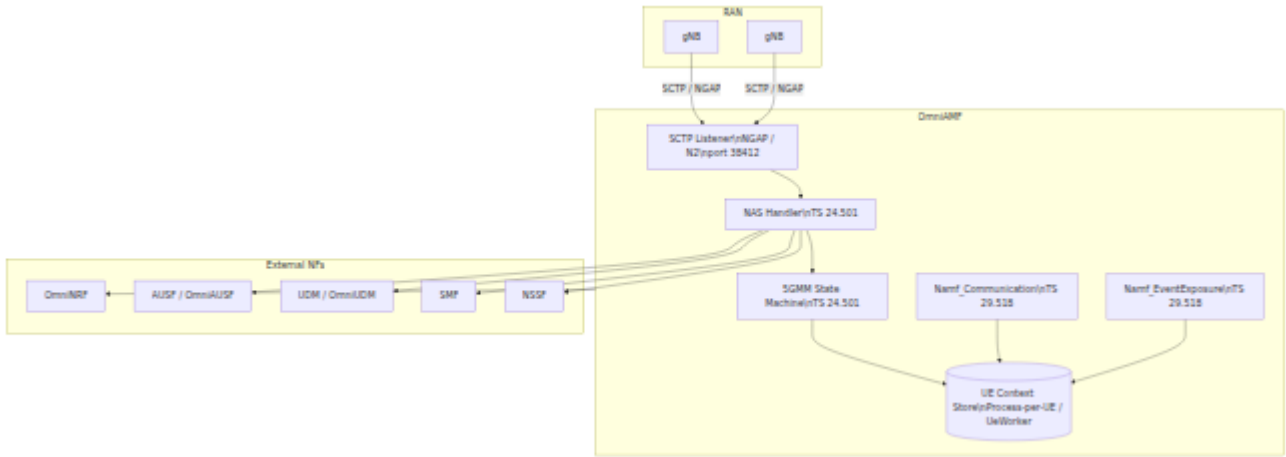 RAN
gNB
gNB
SCTP / NGAP
SCTP / NGAP
OmniAMF
SCTP Listener\nNGAP /
N2\nport 38412
NAS Handler\nTS 24.501
External NFs
OmniNRF
AUSF / OmniAUSF
UDM / OmniUDM
SMF
NSSF
5GMM State
Machine\nTS 24.501
Namf_Communication\nTS
29.518
Namf_EventExposure\nTS
29.518
UE Context
Store\nProcess-per-UE /
UeWorker